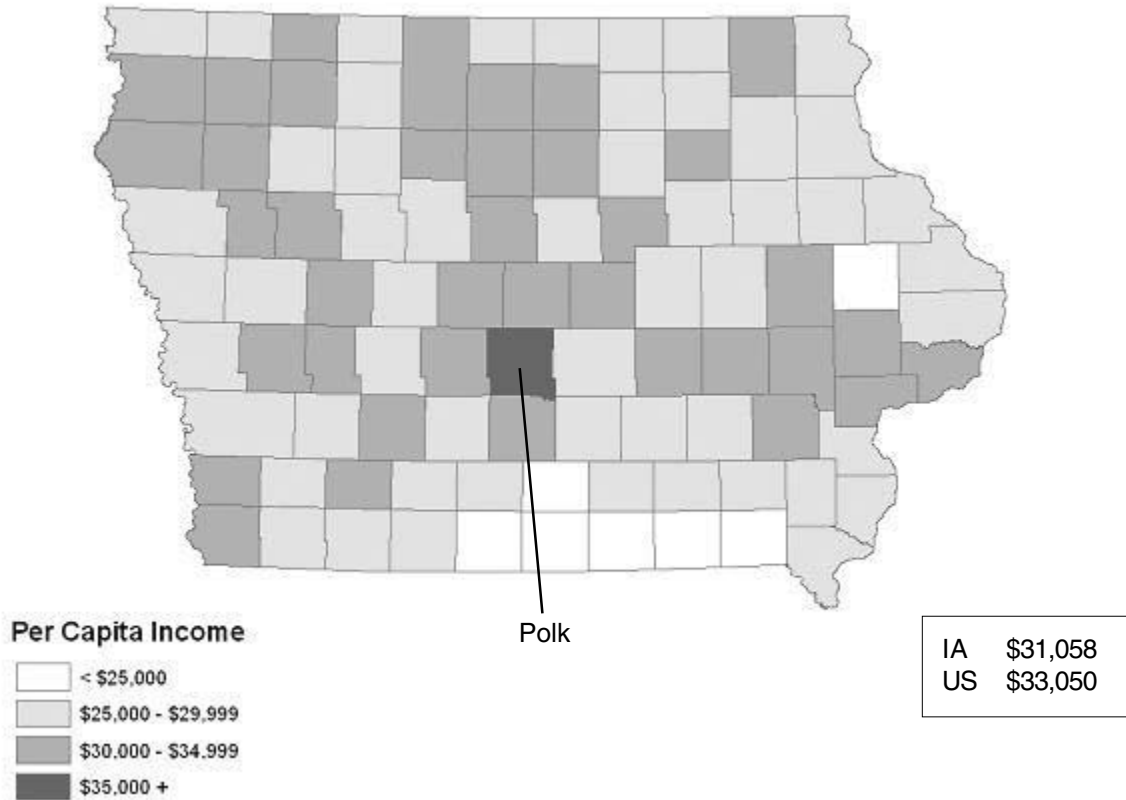 Polk
Per Capita Income
< $25,000
$25,000 - $29,999
$30.000 - $34.999
$35,000 +
IA $31,058
US $33,050